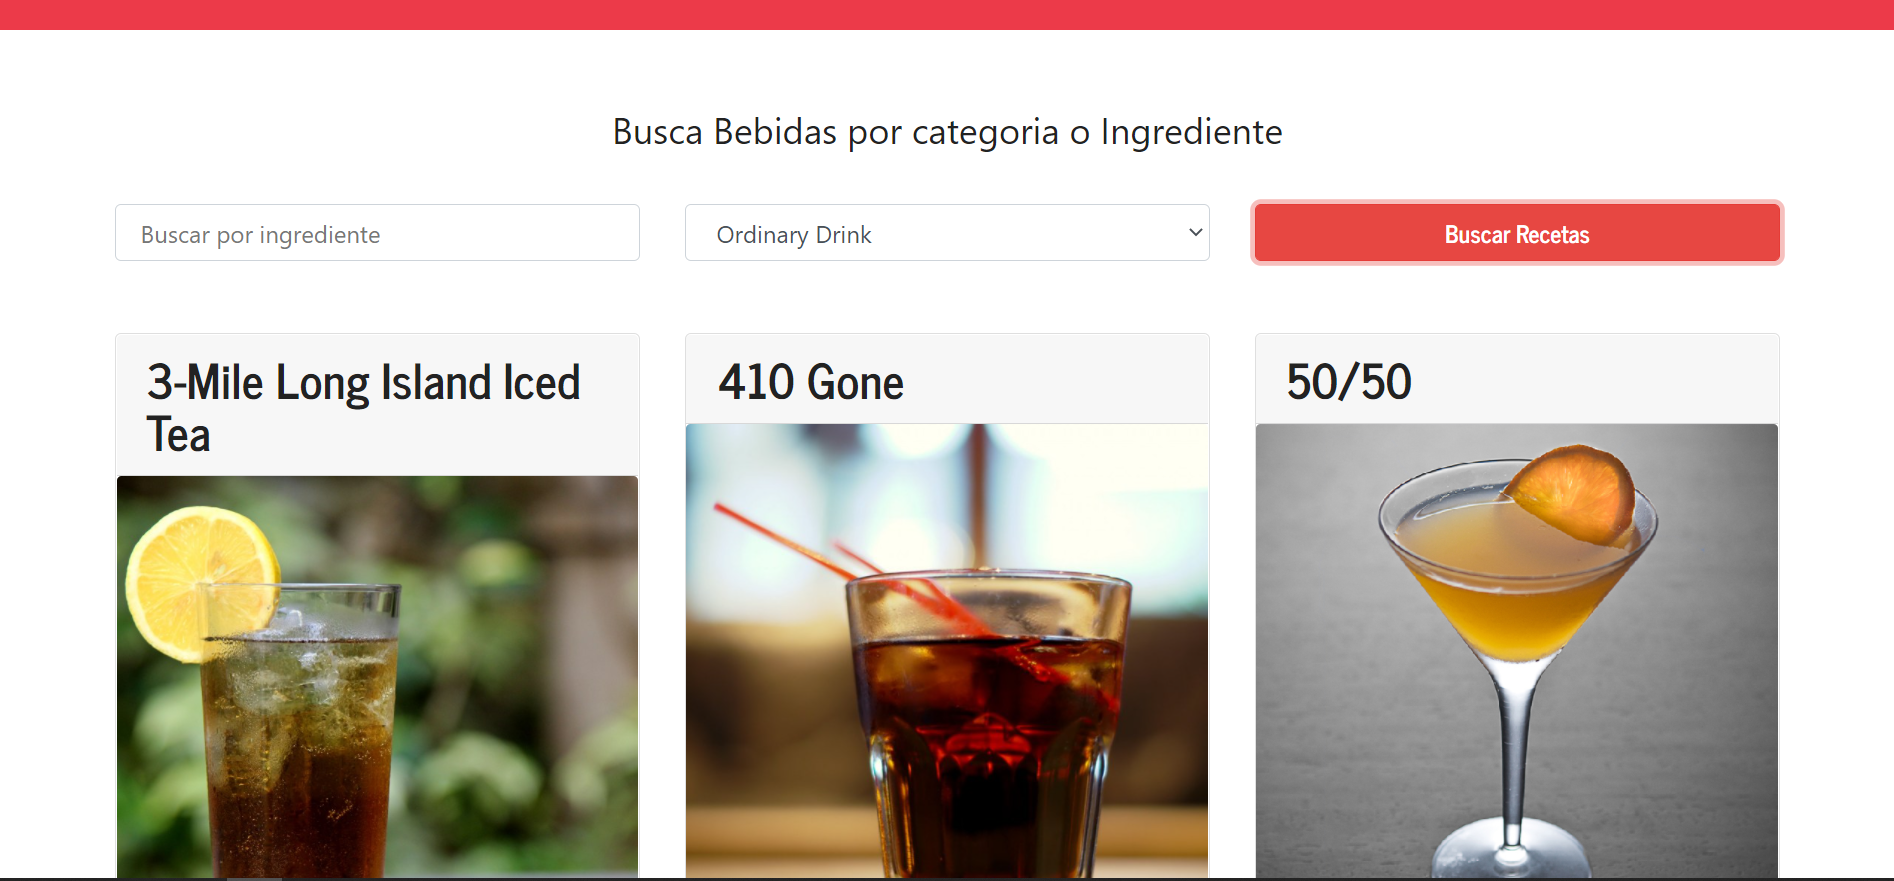 Busca Bebidas por categoria o Ingrediente
Buscar por ingrediente
Ordinary Drink
Buscar Recetas
3-Mile Long Island Iced
Tea
410 Gone
50/50